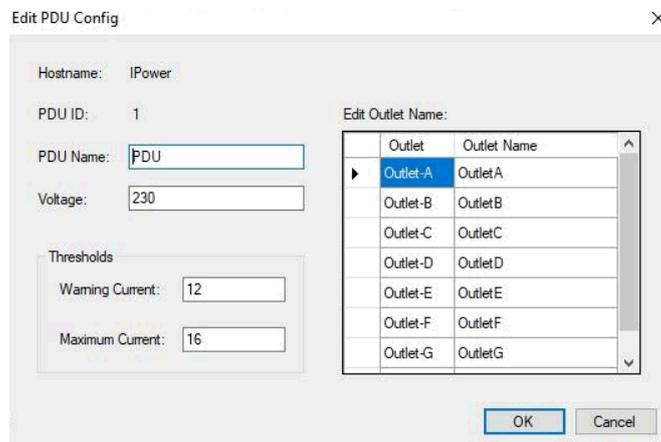 Edit PDU Config
Hostname: IPower
PDU ID: 1
PDU Name: PDU
Voltage: 230
Thresholds
Warning Current: 12
Maximum Current: 16
Edit Outlet Name:
Outlet Outlet Name
Outlet-A OutletA
Outlet-B OutletB
Outlet-C OutletC
Outlet-D OutletD
Outlet-E OutletE
Outlet-F OutletF
Outlet-G OutletG
OK Cancel